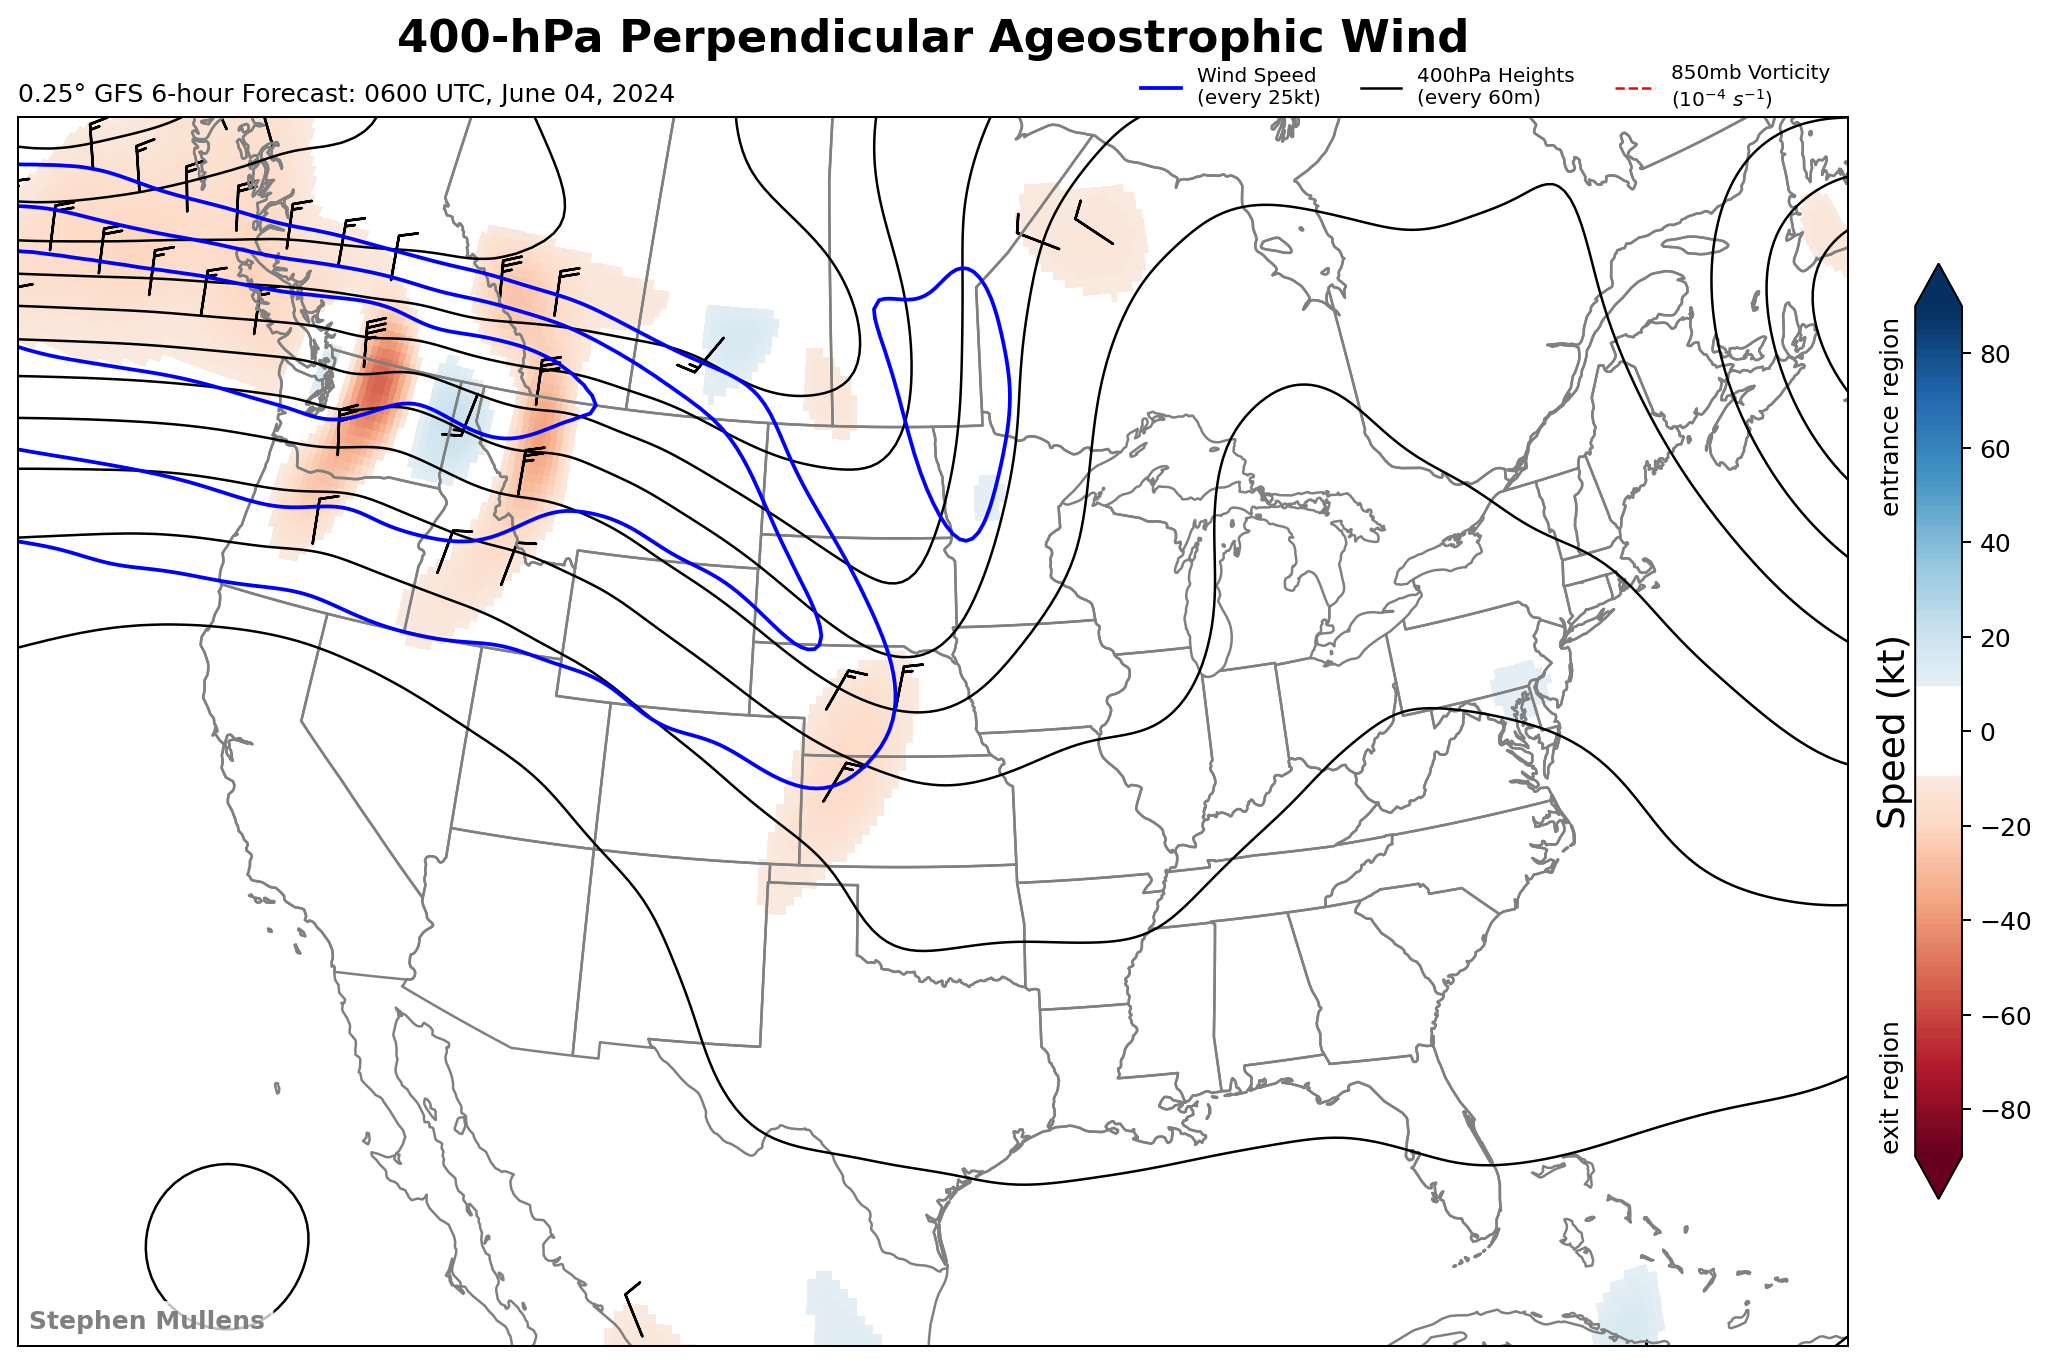 400-hPa Perpendicular Ageostrophic Wind
0.25° GFS 6-hour Forecast: 0600 UTC, June 04, 2024
Wind Speed
(every 25kt)
400hPa Heights
(every 60m)
850mb Vorticity
(10⁻⁴ s⁻¹)
entrance region
Speed (kt)
exit region
80
60
40
20
0
−20
−40
−60
−80
Stephen Mullens